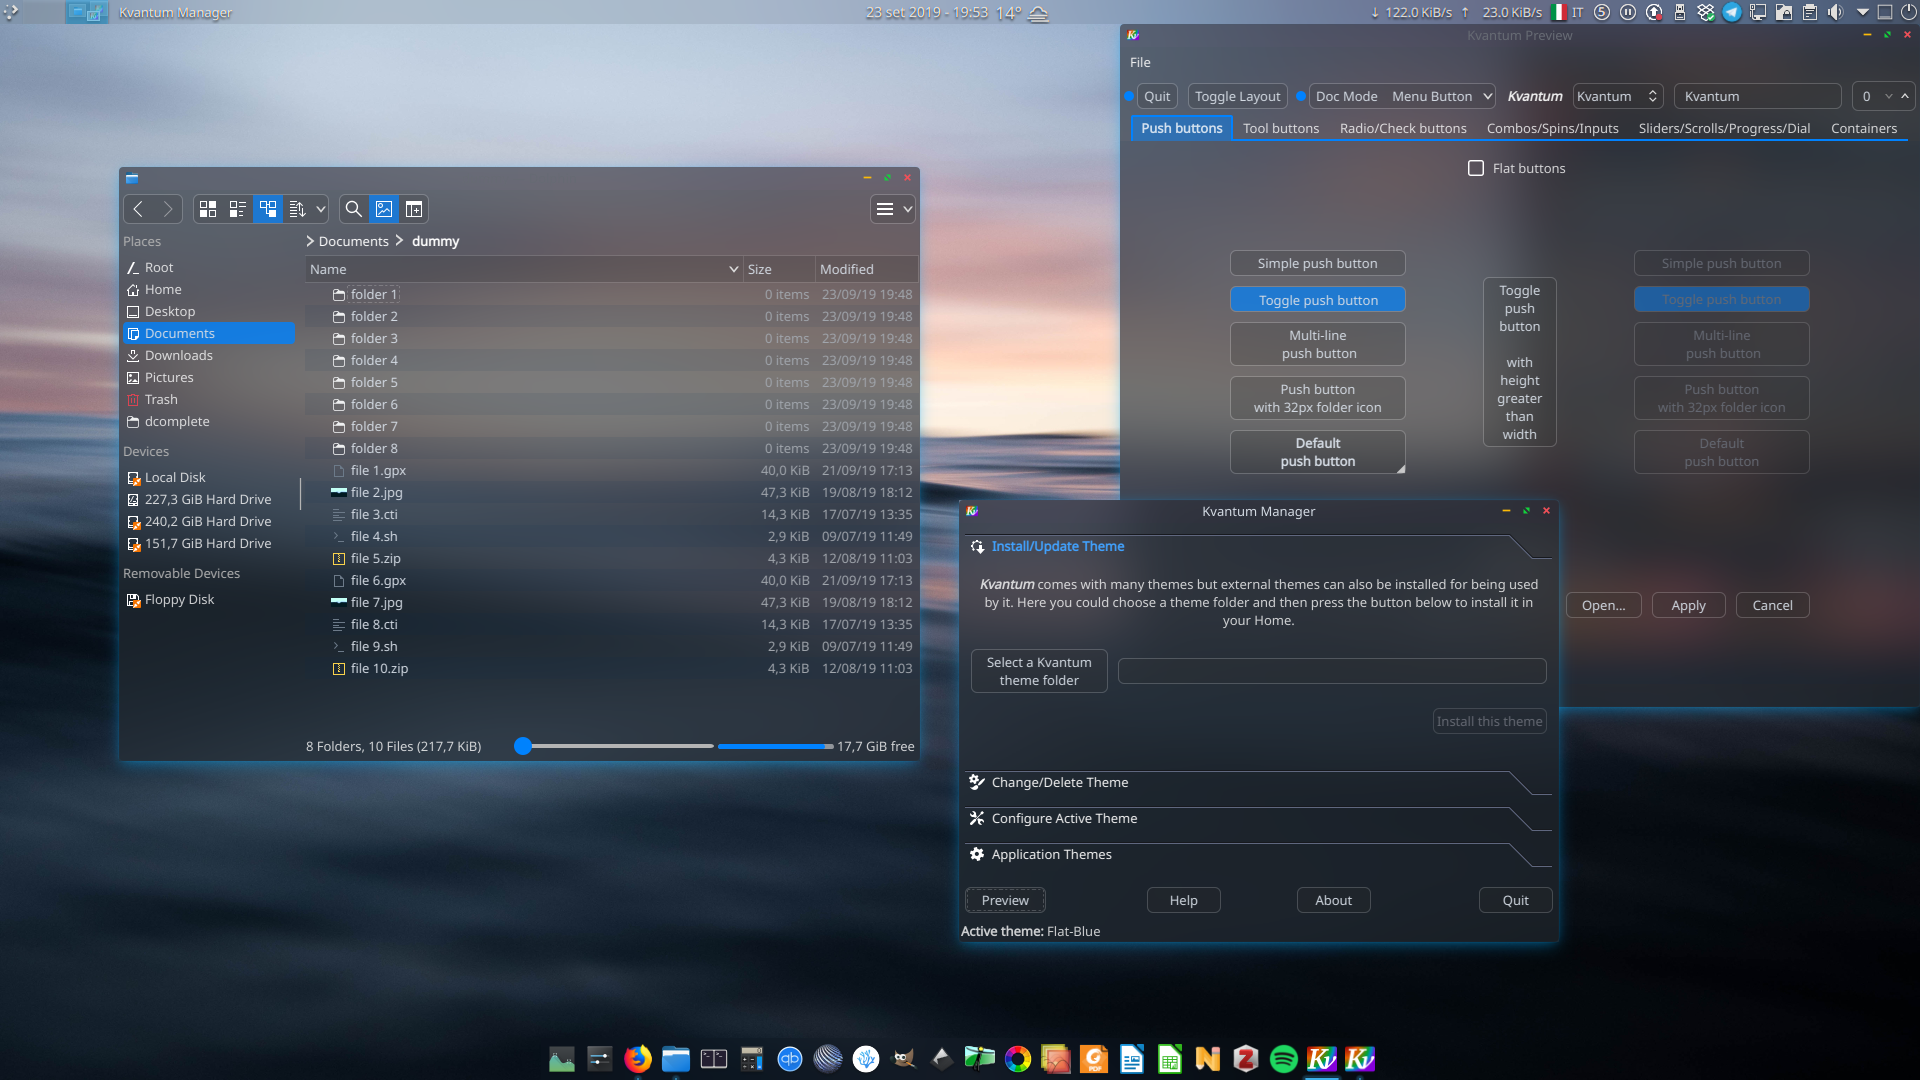 Kvantum Manager
23 set 2019 - 19:53 14°
↓ 122.0 KiB/s ↑ 23.0 KiB/s IT
Kvantum Preview
File
Quit Toggle Layout Doc Mode Menu Button Kvantum Kvantum Kvantum 0
Push buttons Tool buttons Radio/Check buttons Combos/Spins/Inputs Sliders/Scrolls/Progress/Dial Containers
Flat buttons
Simple push button
Toggle push button
Multi-line
push button
Push button
with 32px folder icon
Default
push button
Toggle
push
button
with
height
greater
than
width
Simple push button
Toggle push button
Multi-line
push button
Push button
with 32px folder icon
Default
push button
Open... Apply Cancel
Places
Root
Home
Desktop
Documents
Downloads
Pictures
Trash
dcomplete
Devices
Local Disk
227,3 GiB Hard Drive
240,2 GiB Hard Drive
151,7 GiB Hard Drive
Removable Devices
Floppy Disk
Documents dummy
Name Size Modified
folder 1 0 items 23/09/19 19:48
folder 2 0 items 23/09/19 19:48
folder 3 0 items 23/09/19 19:48
folder 4 0 items 23/09/19 19:48
folder 5 0 items 23/09/19 19:48
folder 6 0 items 23/09/19 19:48
folder 7 0 items 23/09/19 19:48
folder 8 0 items 23/09/19 19:48
file 1.gpx 40,0 KiB 21/09/19 17:13
file 2.jpg 47,3 KiB 19/08/19 18:12
file 3.cti 14,3 KiB 17/07/19 13:35
file 4.sh 2,9 KiB 09/07/19 11:49
file 5.zip 4,3 KiB 12/08/19 11:03
file 6.gpx 40,0 KiB 21/09/19 17:13
file 7.jpg 47,3 KiB 19/08/19 18:12
file 8.cti 14,3 KiB 17/07/19 13:35
file 9.sh 2,9 KiB 09/07/19 11:49
file 10.zip 4,3 KiB 12/08/19 11:03
8 Folders, 10 Files (217,7 KiB) 17,7 GiB free
Kvantum Manager
Install/Update Theme
Kvantum comes with many themes but external themes can also be installed for being used
by it. Here you could choose a theme folder and then press the button below to install it in
your Home.
Select a Kvantum
theme folder
Install this theme
Change/Delete Theme
Configure Active Theme
Application Themes
Preview Help About Quit
Active theme: Flat-Blue